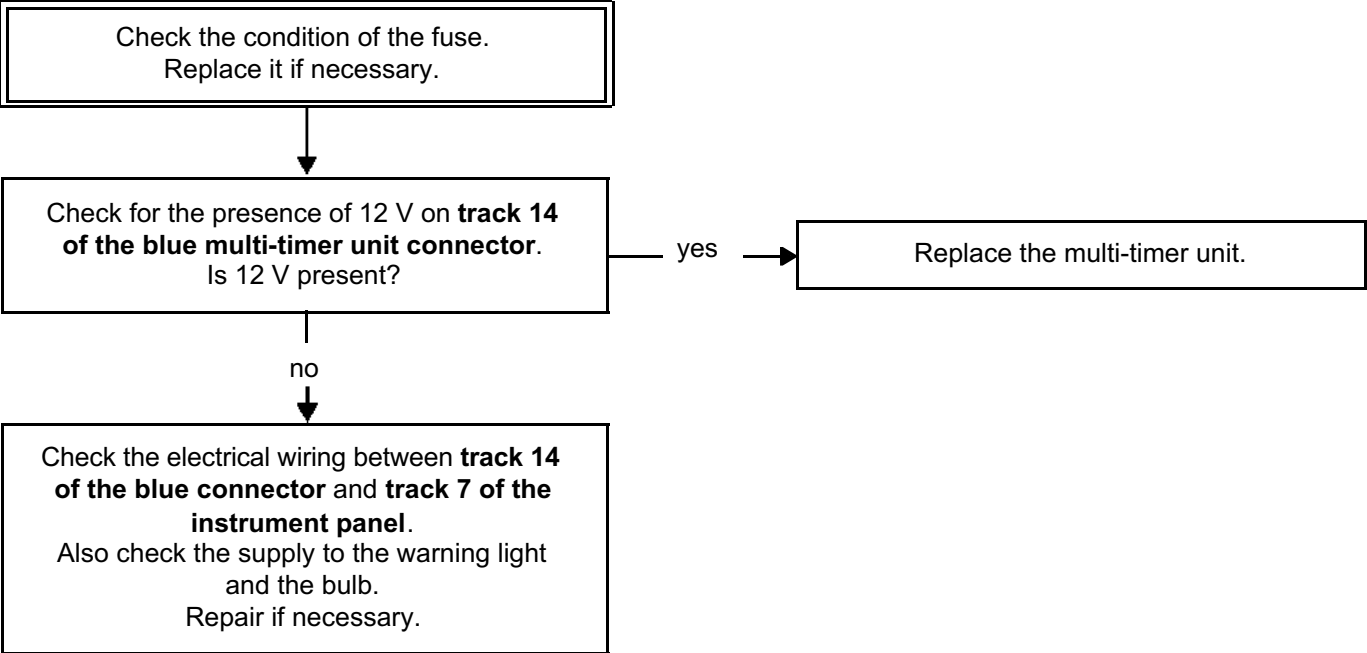 Check the condition of the fuse.
Replace it if necessary.
Check for the presence of 12 V on track 14
of the blue multi-timer unit connector.
Is 12 V present?
yes
Replace the multi-timer unit.
no
Check the electrical wiring between track 14
of the blue connector and track 7 of the
instrument panel.
Also check the supply to the warning light
and the bulb.
Repair if necessary.